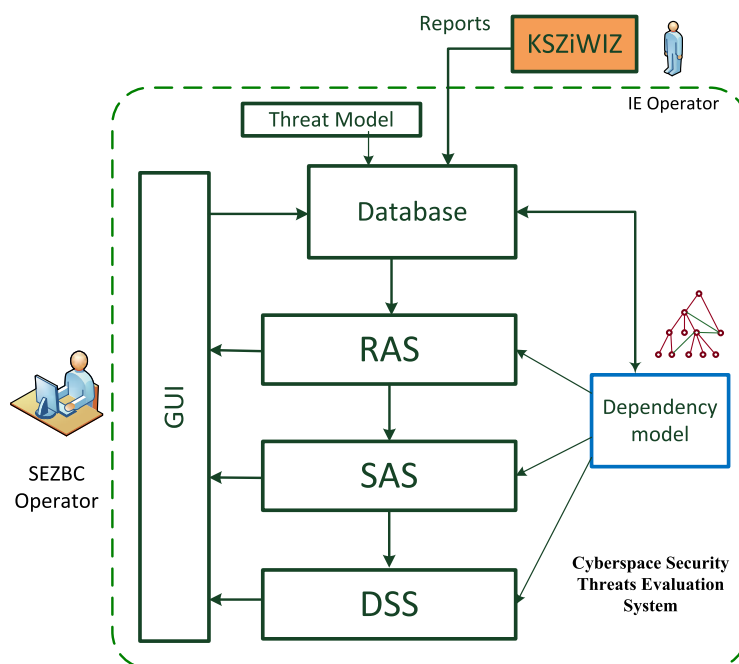 Reports
KSZiWIZ
IE Operator
Threat Model
Database
RAS
GUI
Dependency
model
SAS
SEZBC
Operator
DSS
Cyberspace Security
Threats Evaluation
System